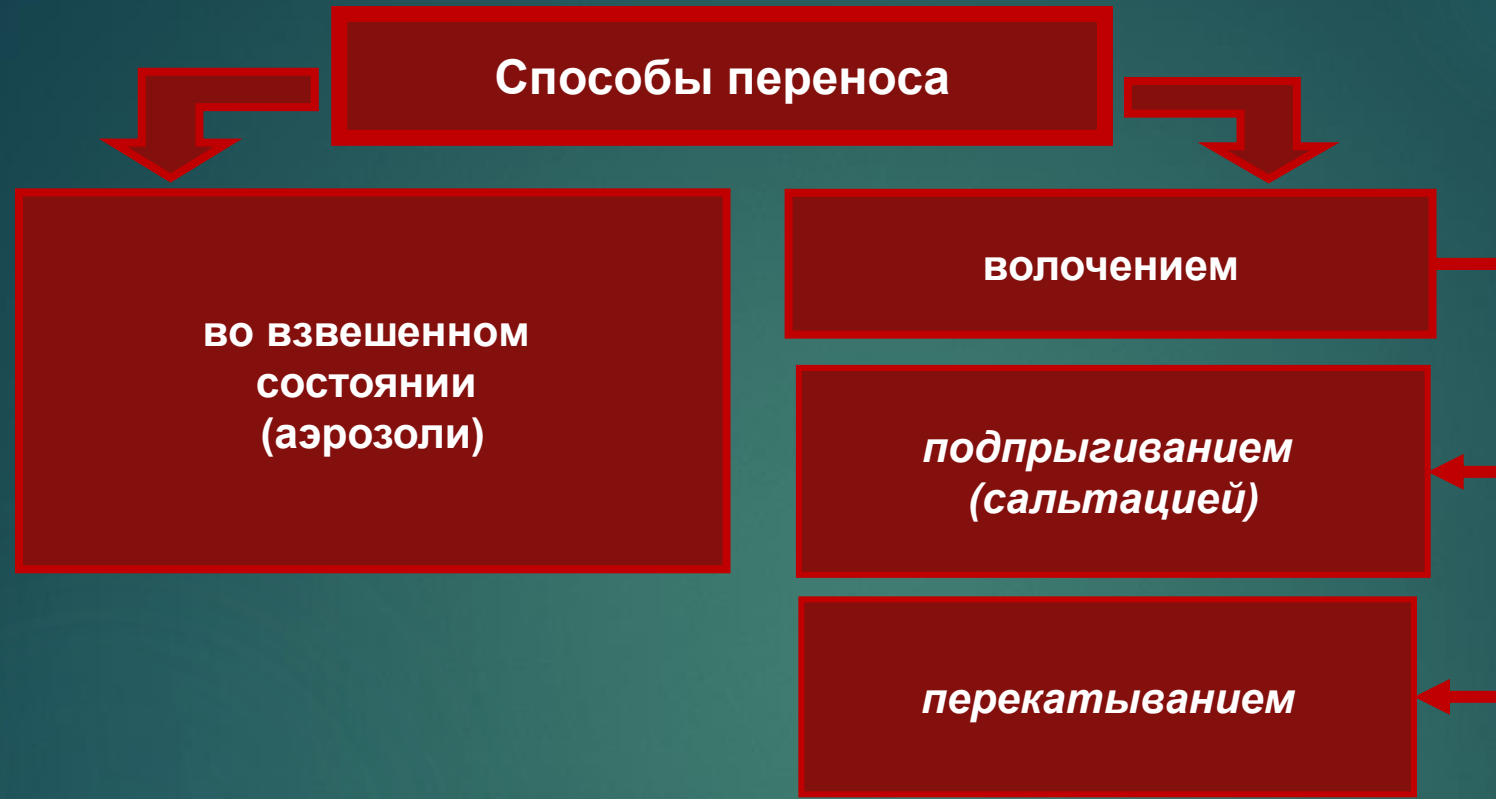 Способы переноса
во взвешенном
состоянии
(аэрозоли)
волочением
подпрыгиванием
(сальтацией)
перекатыванием